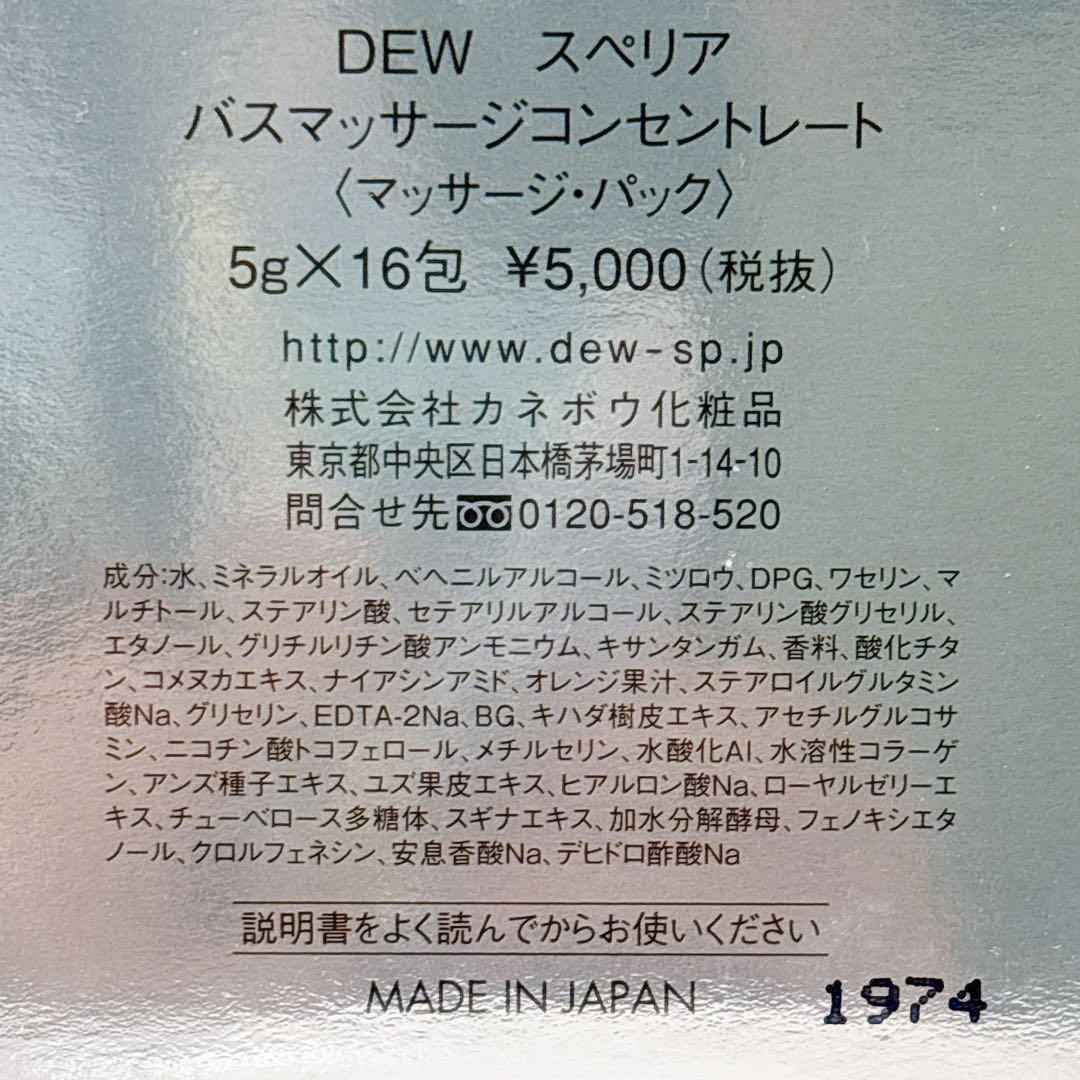 DEW スペリア
バスマッサージコンセントレート
〈マッサージ・パック〉
5g×16包 ¥5,000（税抜）
http://www.dew-sp.jp
株式会社カネボウ化粧品
東京都中央区日本橋茅場町1-14-10
問合せ先 0120-518-520
成分:水、ミネラルオイル、ベヘニルアルコール、ミツロウ、DPG、ワセリン、マ
ルチトール、ステアリン酸、セテアリルアルコール、ステアリン酸グリセリル、
エタノール、グリチルリチン酸アンモニウム、キサンタンガム、香料、酸化チタ
ン、コメヌカエキス、ナイアシンアミド、オレンジ果汁、ステアロイルグルタミン
酸Na、グリセリン、EDTA-2Na、BG、キハダ樹皮エキス、アセチルグルコサ
ミン、ニコチン酸トコフェロール、メチルセリン、水酸化Al、水溶性コラーゲ
ン、アンズ種子エキス、ユズ果皮エキス、ヒアルロン酸Na、ローヤルゼリーエ
キス、チューベロース多糖体、スギナエキス、加水分解酵母、フェノキシエタ
ノール、クロルフェネシン、安息香酸Na、デヒドロ酢酸Na
説明書をよく読んでからお使いください
MADE IN JAPAN
1974